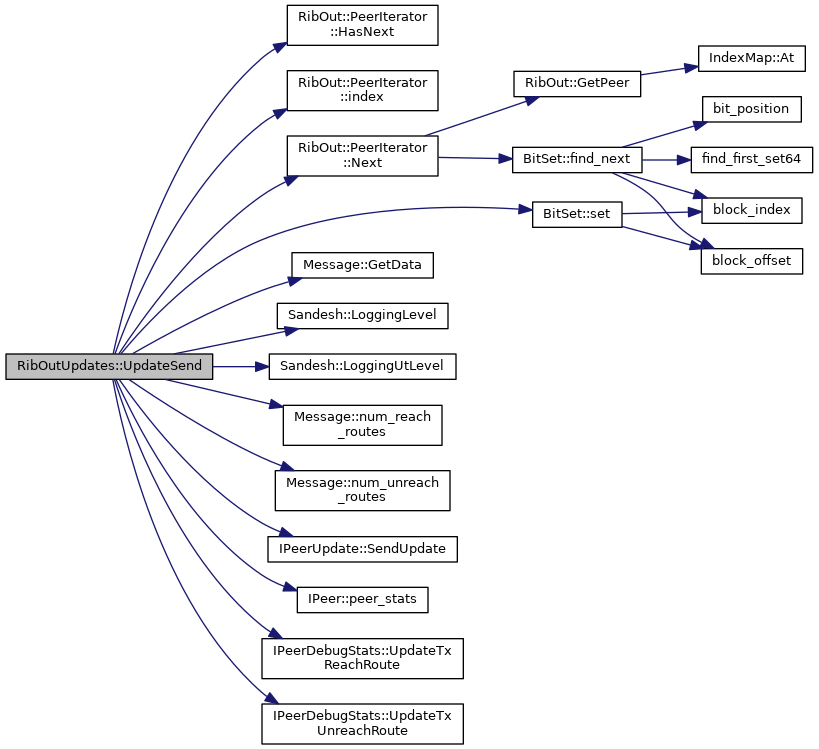 RibOutUpdates::UpdateSend
RibOut::PeerIterator
::HasNext
RibOut::PeerIterator
::index
RibOut::PeerIterator
::Next
RibOut::GetPeer
IndexMap::At
BitSet::find_next
bit_position
find_first_set64
block_index
block_offset
BitSet::set
Message::GetData
Sandesh::LoggingLevel
Sandesh::LoggingUtLevel
Message::num_reach
_routes
Message::num_unreach
_routes
IPeerUpdate::SendUpdate
IPeer::peer_stats
IPeerDebugStats::UpdateTx
ReachRoute
IPeerDebugStats::UpdateTx
UnreachRoute